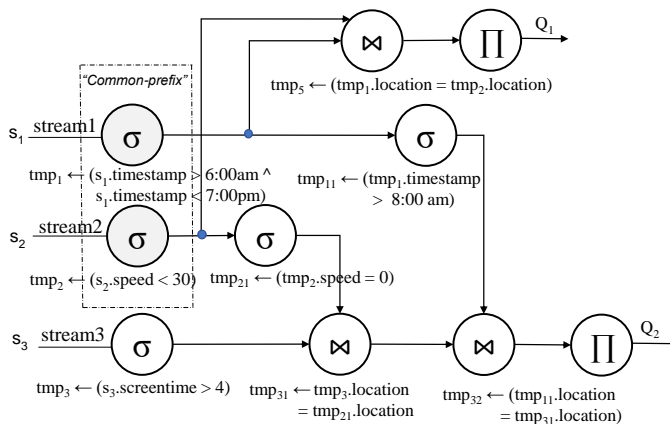 Q1
⋈
∏
"Common-prefix"
tmp5 ← (tmp1.location = tmp2.location)
s1 stream1
σ
σ
tmp1 ← (s1.timestamp > 6:00am ^
s1.timestamp < 7:00pm)
tmp11 ← (tmp1.timestamp
> 8:00 am)
s2 stream2
σ
σ
tmp2 ← (s2.speed < 30)
tmp21 ← (tmp2.speed = 0)
s3 stream3
σ
⋈
⋈
∏
Q2
tmp3 ← (s3.screentime > 4)
tmp31 ← tmp3.location
= tmp21.location
tmp32 ← (tmp11.location
= tmp31.location)